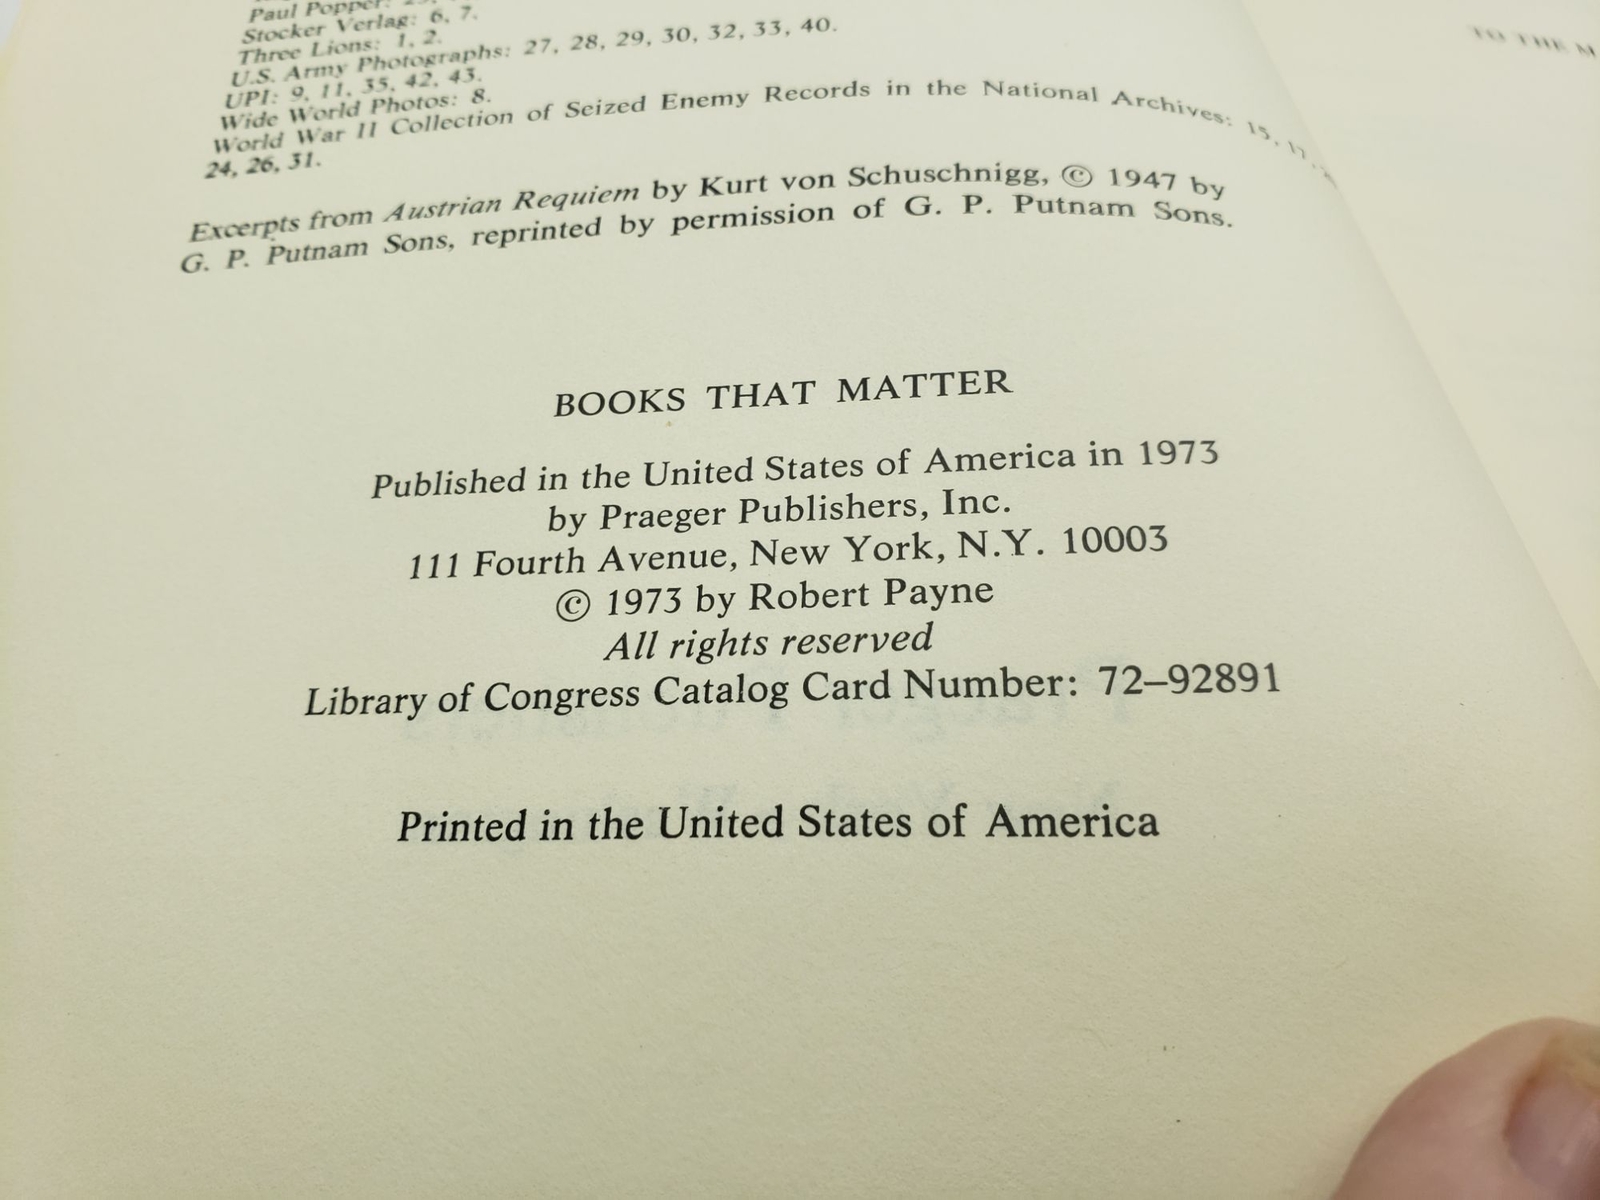 Paul Popper:
Stocker Verlag: 6, 7.
Three Lions: 1, 2.
U.S. Army Photographs: 27, 28, 29, 30, 32, 33, 40.
UPI: 9, 11, 35, 42, 43.
Wide World Photos: 8.
World War II Collection of Seized Enemy Records in the National Archives: 15, 17,
24, 26, 31.
Excerpts from Austrian Requiem by Kurt von Schuschnigg, © 1947 by
G. P. Putnam Sons, reprinted by permission of G. P. Putnam Sons.
BOOKS THAT MATTER
Published in the United States of America in 1973
by Praeger Publishers, Inc.
111 Fourth Avenue, New York, N.Y. 10003
© 1973 by Robert Payne
All rights reserved
Library of Congress Catalog Card Number: 72–92891
Printed in the United States of America
TO THE